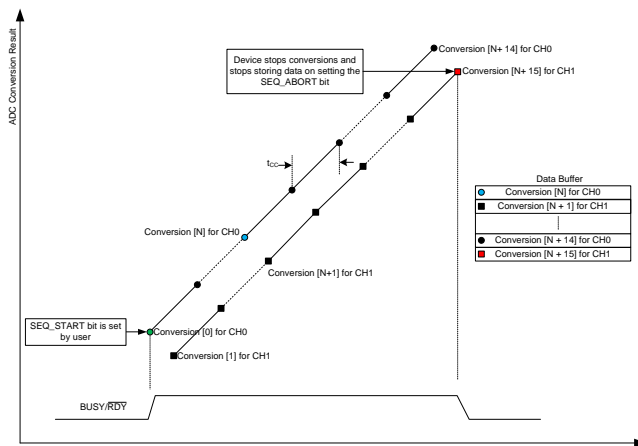 ADC Conversion Result
Conversion [N+ 14] for CH0
Device stops conversions and
stops storing data on setting the
SEQ_ABORT bit
Conversion [N+ 15] for CH1
tCC
Data Buffer
Conversion [N] for CH0
Conversion [N + 1] for CH1
Conversion [N + 14] for CH0
Conversion [N + 15] for CH1
Conversion [N] for CH0
Conversion [N+1] for CH1
SEQ_START bit is set
by user
Conversion [0] for CH0
Conversion [1] for CH1
BUSY/RDY